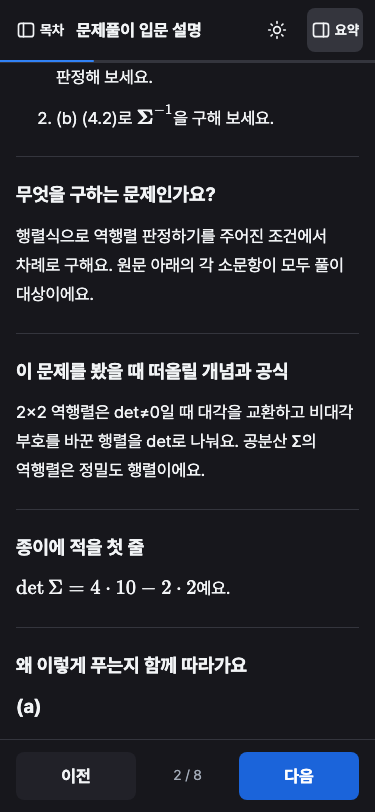 목차 문제풀이 입문 설명 요약
판정해 보세요.
2. (b) (4.2)로 Σ⁻¹을 구해 보세요.
무엇을 구하는 문제인가요?
행렬식으로 역행렬 판정하기를 주어진 조건에서
차례로 구해요. 원문 아래의 각 소문항이 모두 풀이
대상이에요.
이 문제를 봤을 때 떠올릴 개념과 공식
2×2 역행렬은 det≠0일 때 대각을 교환하고 비대각
부호를 바꾼 행렬을 det로 나눠요. 공분산 Σ의
역행렬은 정밀도 행렬이에요.
종이에 적을 첫 줄
det Σ = 4 · 10 − 2 · 2예요.
왜 이렇게 푸는지 함께 따라가요
(a)
이전 2 / 8 다음